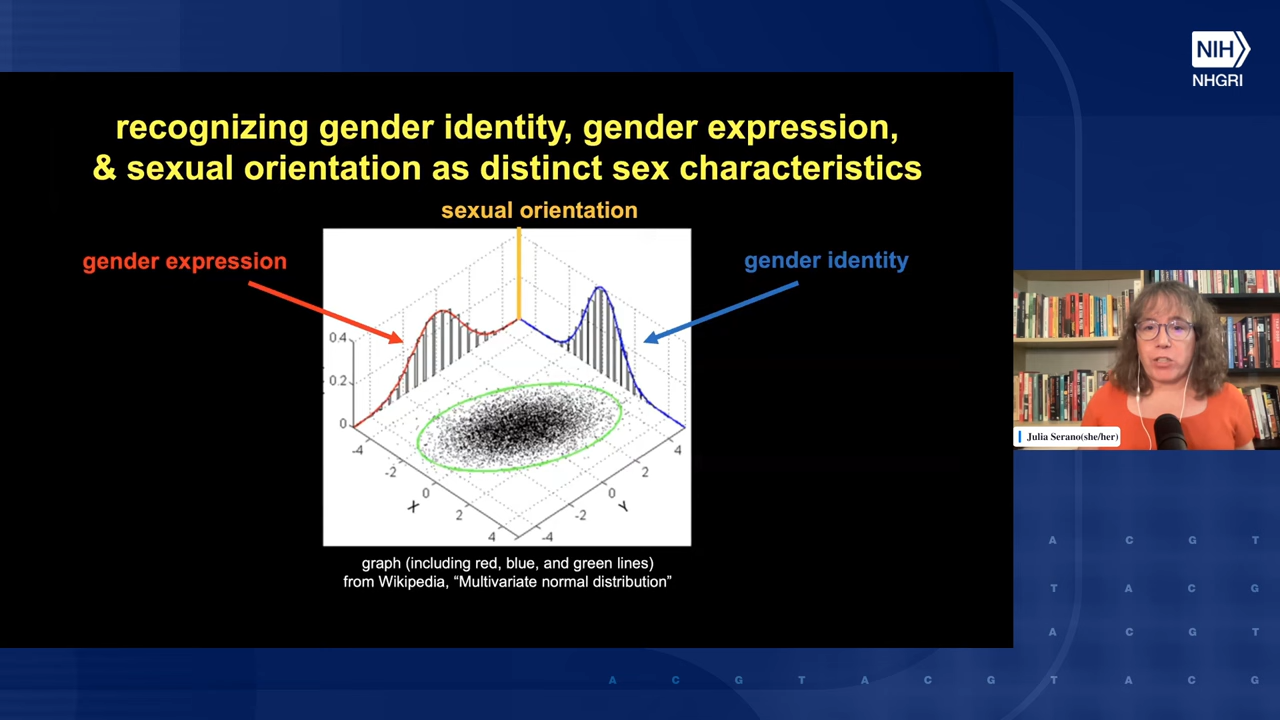 NIH
NHGRI
recognizing gender identity, gender expression,
& sexual orientation as distinct sex characteristics
sexual orientation
gender expression
gender identity
0.4
0.2
0
-4
-2
0
2
4
X
-4
-2
0
2
4
Y
graph (including red, blue, and green lines)
from Wikipedia, “Multivariate normal distribution”
Julia Serano(she/her)
A C G T
T A C G
A C G T
A C G T A C G T A C G